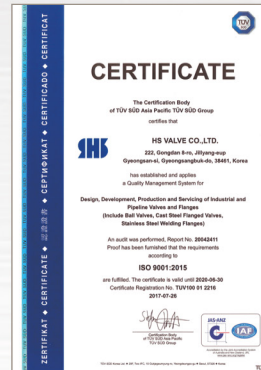 TÜV
CERTIFICATE
The Certification Body
of TÜV SÜD Asia Pacific TÜV SÜD Group
certifies that
SHS
HS VALVE CO.,LTD.
222, Gongdan 8-ro, Jillyang-eup
Gyeongsan-si, Gyeongsangbuk-do, 38461, Korea
has established and applies
a Quality Management System for
Design, Development, Production and Servicing of Industrial and
Pipeline Valves and Flanges
(Include Ball Valves, Cast Steel Flanged Valves,
Stainless Steel Welding Flanges)
An audit was performed, Report No. 20042411
Proof has been furnished that the requirements
according to
ISO 9001:2015
are fulfilled. The certificate is valid until 2020-06-30
Certificate Registration No. TUV100 01 2216
2017-07-26
Certification Body
of TÜV SÜD Asia Pacific
TÜV SÜD Group
JAS-ANZ
IAF
ZERTIFIKAT ◆ CERTIFICATE ◆ 認證證書 ◆ СЕРТИФИКАТ ◆ CERTIFICADO ◆ CERTIFICAT